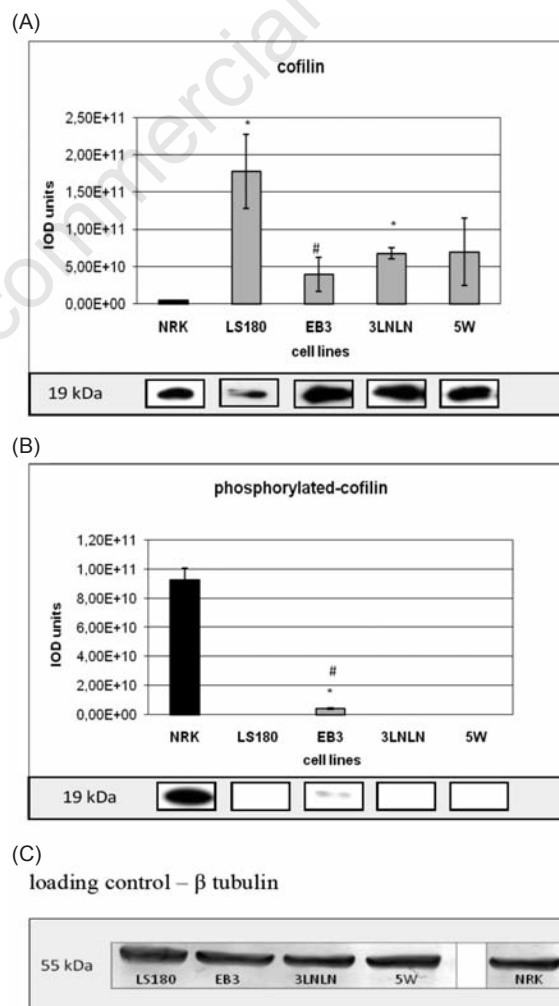 (A)
commercial
cofilin
2,50E+11
*
2,00E+11
1,50E+11
1,00E+11
#
*
5,00E+10
0,00E+00
IOD units
NRK LS180 EB3 3LNLN 5W
cell lines
19 kDa
(B)
phosphorylated-cofilin
1,20E+11
1,00E+11
8,00E+10
6,00E+10
4,00E+10
2,00E+10
0,00E+00
IOD units
#
*
NRK LS180 EB3 3LNLN 5W
cell lines
19 kDa
(C)
loading control – β tubulin
55 kDa
LS180 EB3 3LNLN 5W NRK